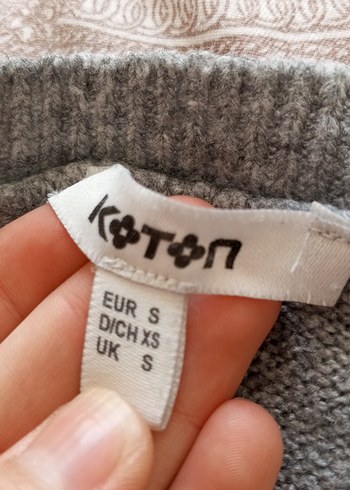 KOTON
EUR S
D/CH XS
UK S